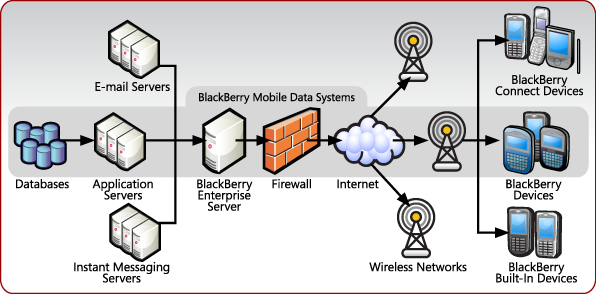 E-mail Servers
BlackBerry Mobile Data Systems
BlackBerry
Connect Devices
Databases
Application
Servers
BlackBerry
Enterprise
Server
Firewall
Internet
BlackBerry
Devices
Instant Messaging
Servers
Wireless Networks
BlackBerry
Built-In Devices